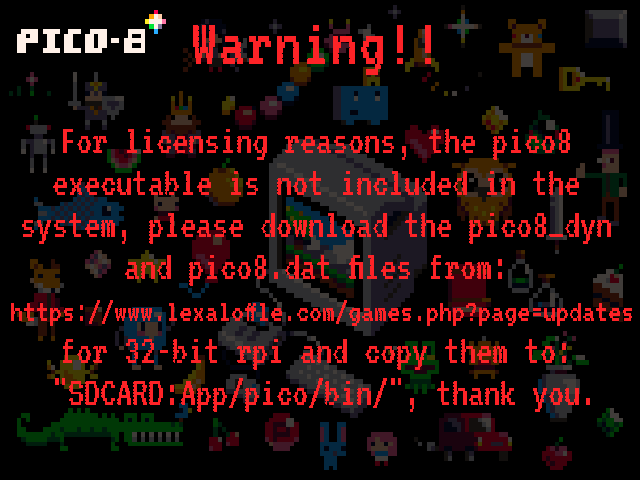 PICO-8
Warning!!
For licensing reasons, the pico8
executable is not included in the
system, please download the pico8_dyn
and pico8.dat files from:
https://www.lexaloffle.com/games.php?page=updates
for 32-bit rpi and copy them to:
"SDCARD:App/pico/bin/", thank you.